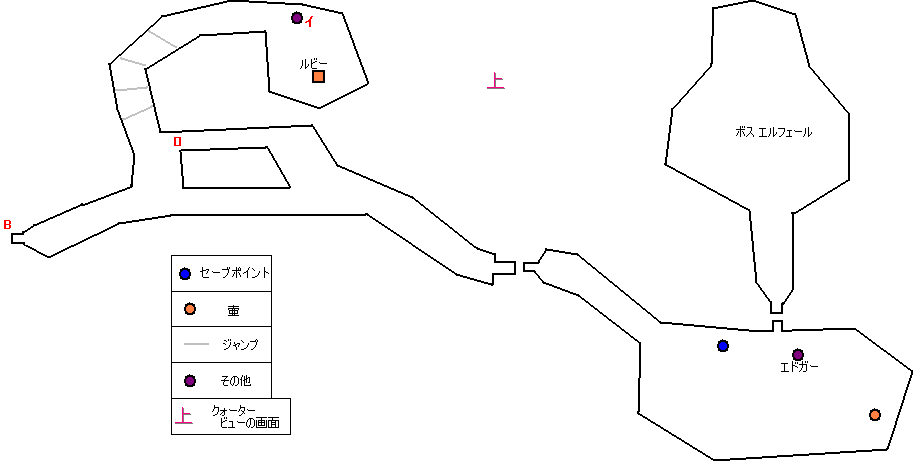 イ
ルビー
上
ボス エルフェール
ロ
B
セーブポイント
壷
ジャンプ
エドガー
その他
上
クォーター
ビューの画面